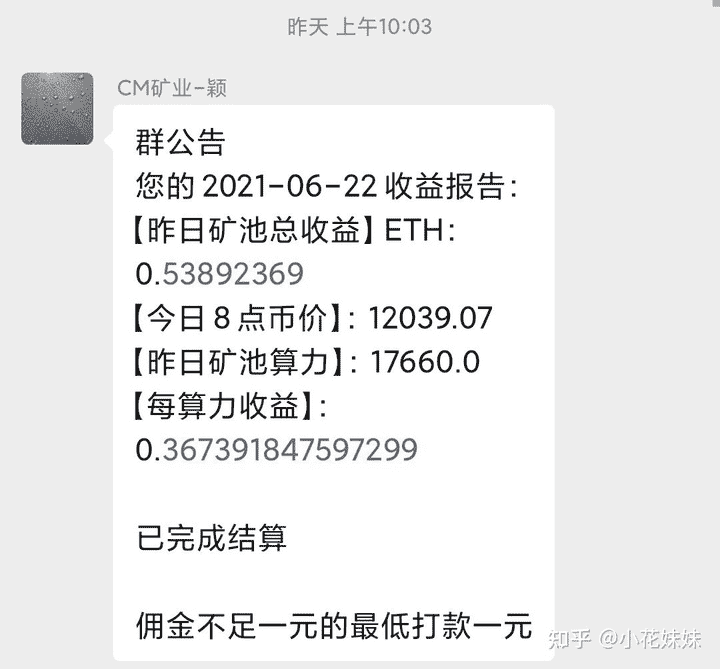 昨天 上午10:03
CM矿业-颖
群公告
您的 2021-06-22 收益报告：
【昨日矿池总收益】ETH：
0.53892369
【今日 8 点币价】：12039.07
【昨日矿池算力】：17660.0
【每算力收益】：
0.367391847597299
已完成结算
佣金不足一元的最低打款一元
知乎 @小花妹妹